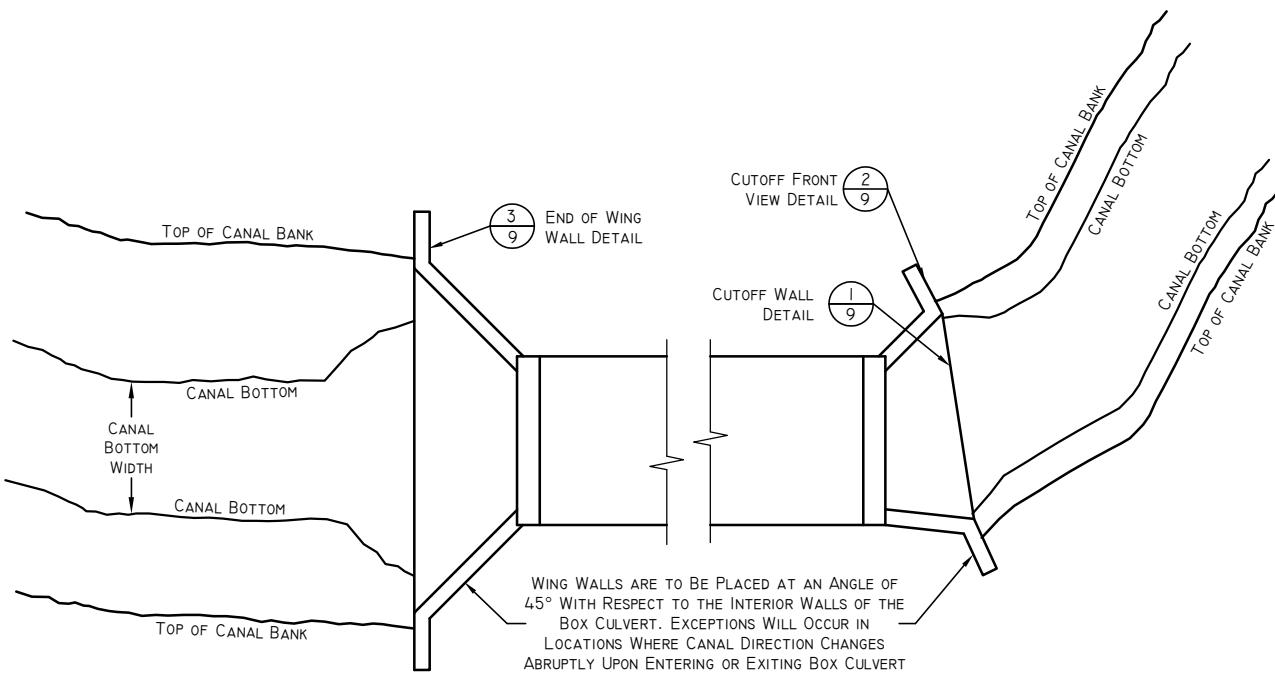 Top of Canal Bank
3
9
End of Wing
Wall Detail
Cutoff Front
View Detail
2
9
Top of Canal Bank
Canal Bottom
Canal Bottom
Top of Canal Bank
Cutoff Wall
Detail
1
9
Canal Bottom
Canal
Bottom
Width
Canal Bottom
Top of Canal Bank
Wing Walls are to Be Placed at an Angle of
45° With Respect to the Interior Walls of the
Box Culvert. Exceptions Will Occur in
Locations Where Canal Direction Changes
Abruptly Upon Entering or Exiting Box Culvert